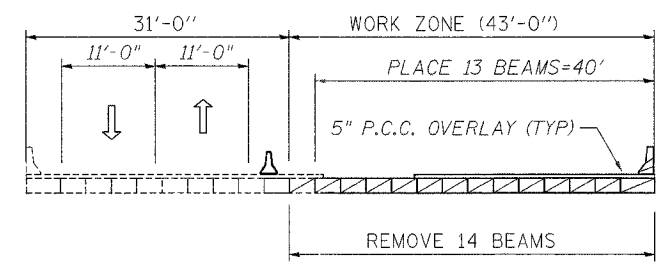 31'-0"
WORK ZONE (43'-0")
11'-0"
11'-0"
PLACE 13 BEAMS=40'
5" P.C.C. OVERLAY (TYP)
REMOVE 14 BEAMS